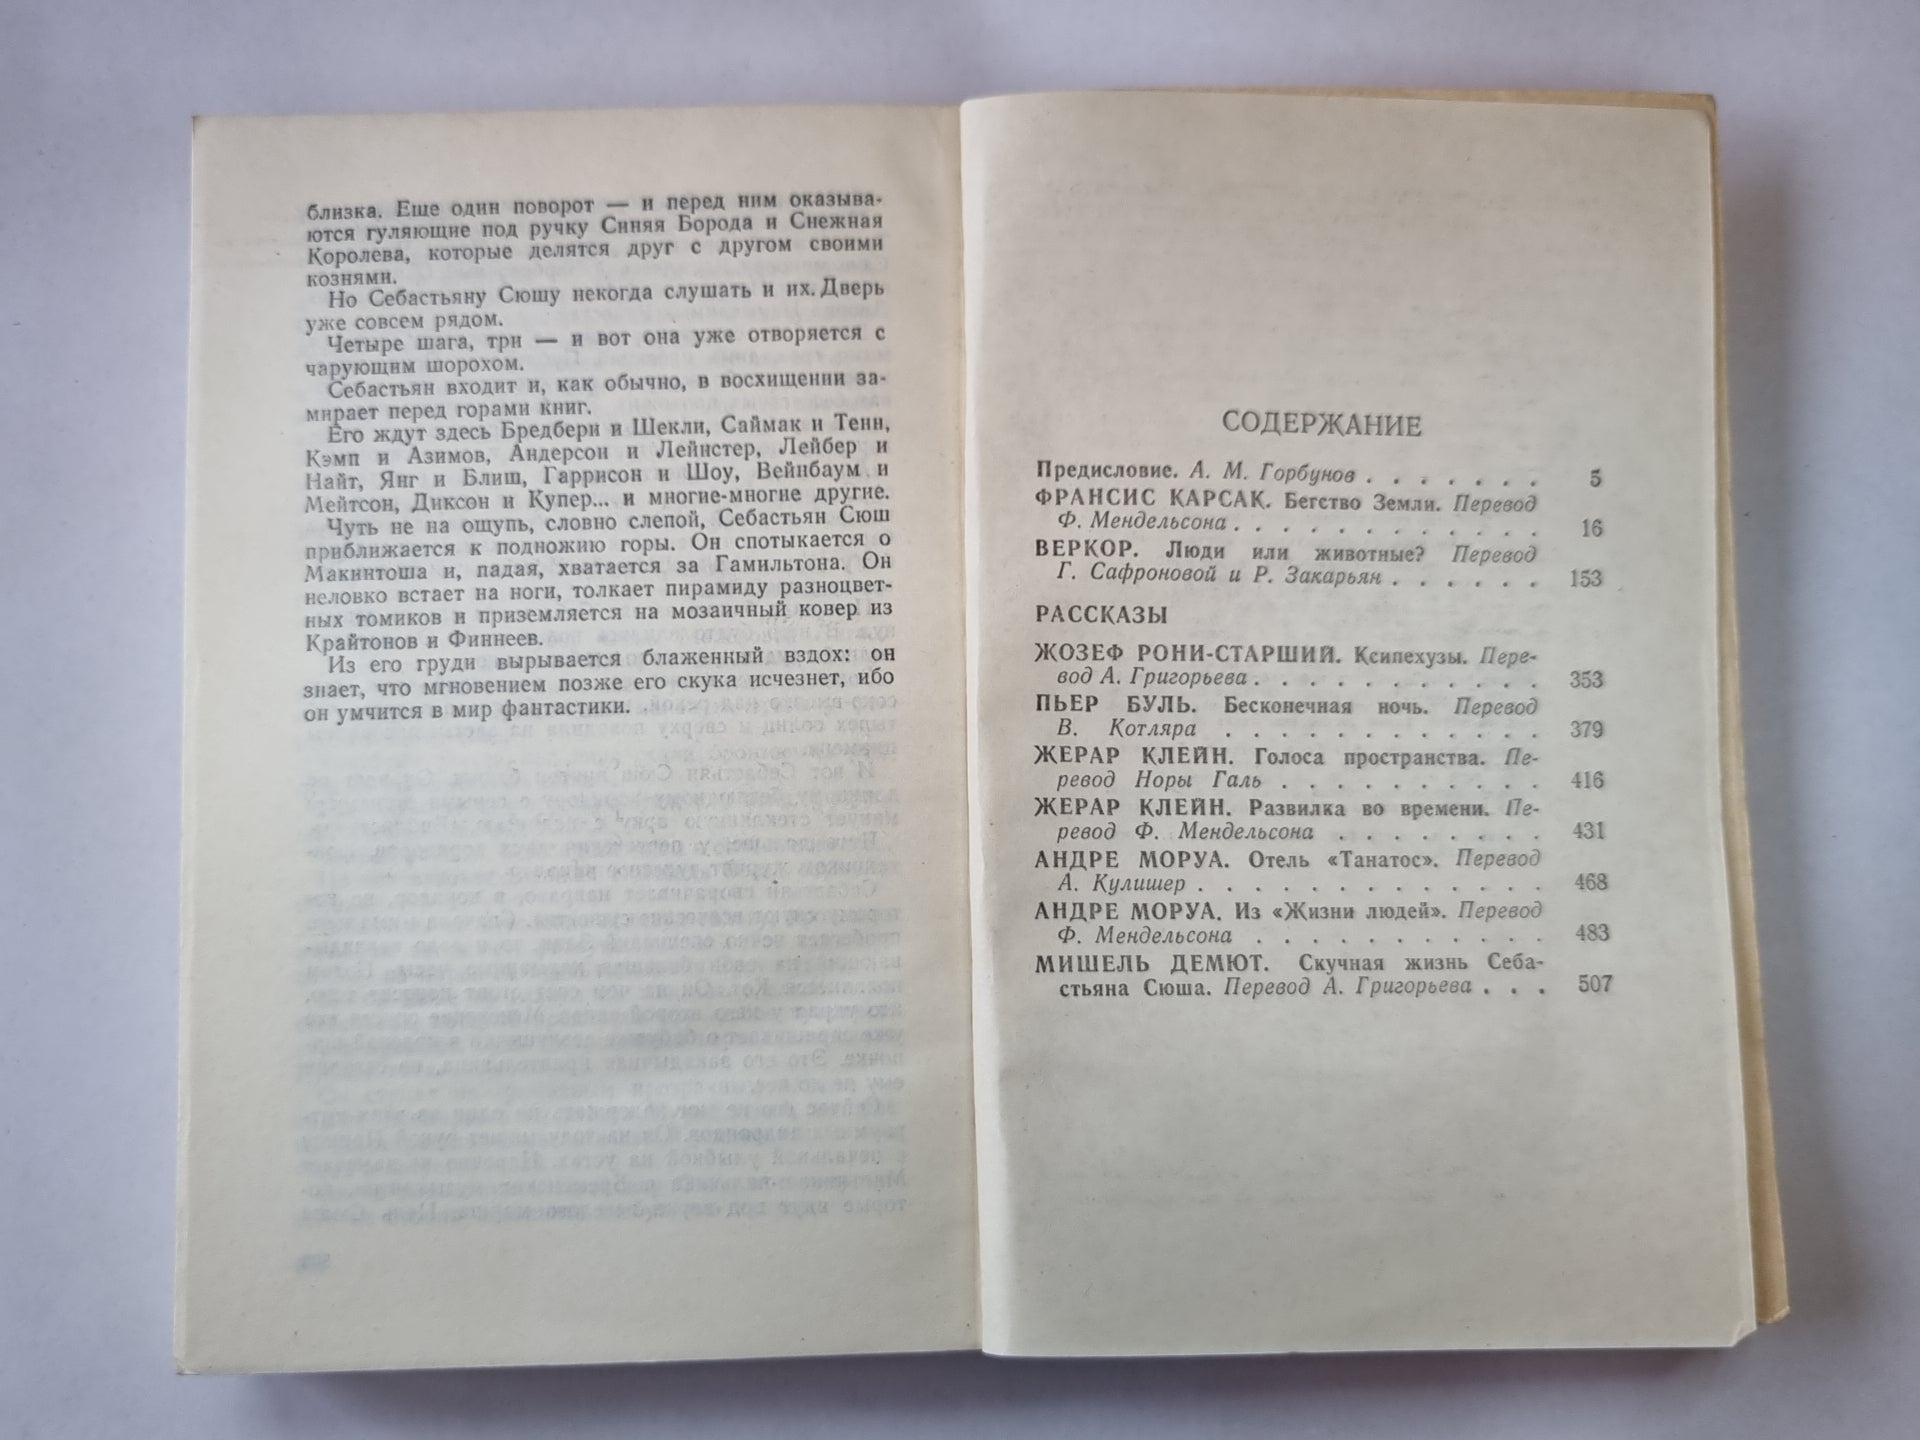 близка. Еше один поворот — и перед ним оказыва-
ются гуляющие под ручку Синяя Борода и Снежная
Королева, которые делятся друг с другом своими
кознями.
Но Себастьяну Сюшу некогда слушать и их. Дверь
уже совсем рядом.
Четыре шага, три — и вот она уже отворяется с
чарующим шорохом.
Себастьян входит и, как обычно, в восхищении за-
мирает перед горами книг.
Его ждут здесь Бредбери и Шекли, Саймак и Тенн,
Кэмп и Азимов, Андерсон и Лейнстер, Лейбер и
Найт, Янг и Блиш, Гаррисон и Шоу, Вейнбаум и
Мейтсон, Диксон и Купер... и многие-многие другие.
Чуть не на ощупь, словно слепой, Себастьян Сюш
приближается к подножию горы. Он спотыкается о
Макинтоша и, падая, хватается за Гамильтона. Он
неловко встает на ноги, толкает пирамиду разноцвет-
ных томиков и приземляется на мозаичный ковер из
Крайтонов и Финнеев.
Из его груди вырывается блаженный вздох: он
знает, что мгновением позже его скука исчезнет, ибо
он умчится в мир фантастики.
СОДЕРЖАНИЕ
Предисловие. А. М. Горбунов . . . . . . . 5
ФРАНСИС КАРСАК. Бегство Земли. Перевод
Ф. Мендельсона . . . . . . . . . . . . 16
ВЕРКОР. Люди или животные? Перевод
Г. Сафроновой и Р. Закарьян . . . . . . 153
РАССКАЗЫ
ЖОЗЕФ РОНИ-СТАРШИЙ. Ксипехузы. Пере-
вод А. Григорьева . . . . . . . . . . . 353
ПЬЕР БУЛЬ. Бесконечная ночь. Перевод
В. Котляра . . . . . . . . . . . . 379
ЖЕРАР КЛЕЙН. Голоса пространства. Пе-
ревод Норы Галь . . . . . . . . . . 416
ЖЕРАР КЛЕЙН. Развилка во времени. Пе-
ревод Ф. Мендельсона . . . . . . . . 431
АНДРЕ МОРУА. Отель «Танатос». Перевод
А. Кулишер . . . . . . . . . . . . . 468
АНДРЕ МОРУА. Из «Жизни людей». Перевод
Ф. Мендельсона . . . . . . . . . . . 483
МИШЕЛЬ ДЕМЮТ. Скучная жизнь Себа-
стьяна Сюша. Перевод А. Григорьева . . . 507